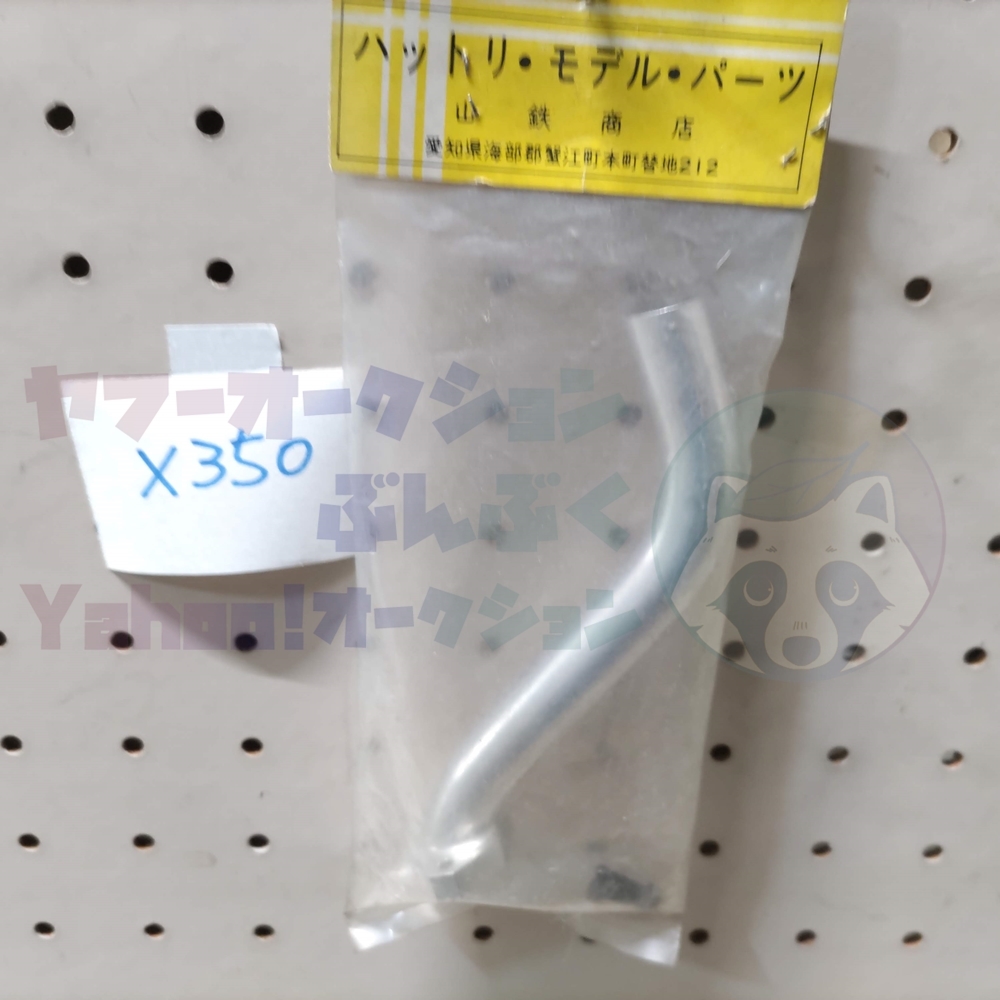 ハットリ・モデル・パーツ
山鉄商店
愛知県海部郡蟹江町本町替地212
X350
ヤフーオークション
ぶんぶく
Yahoo!オークション